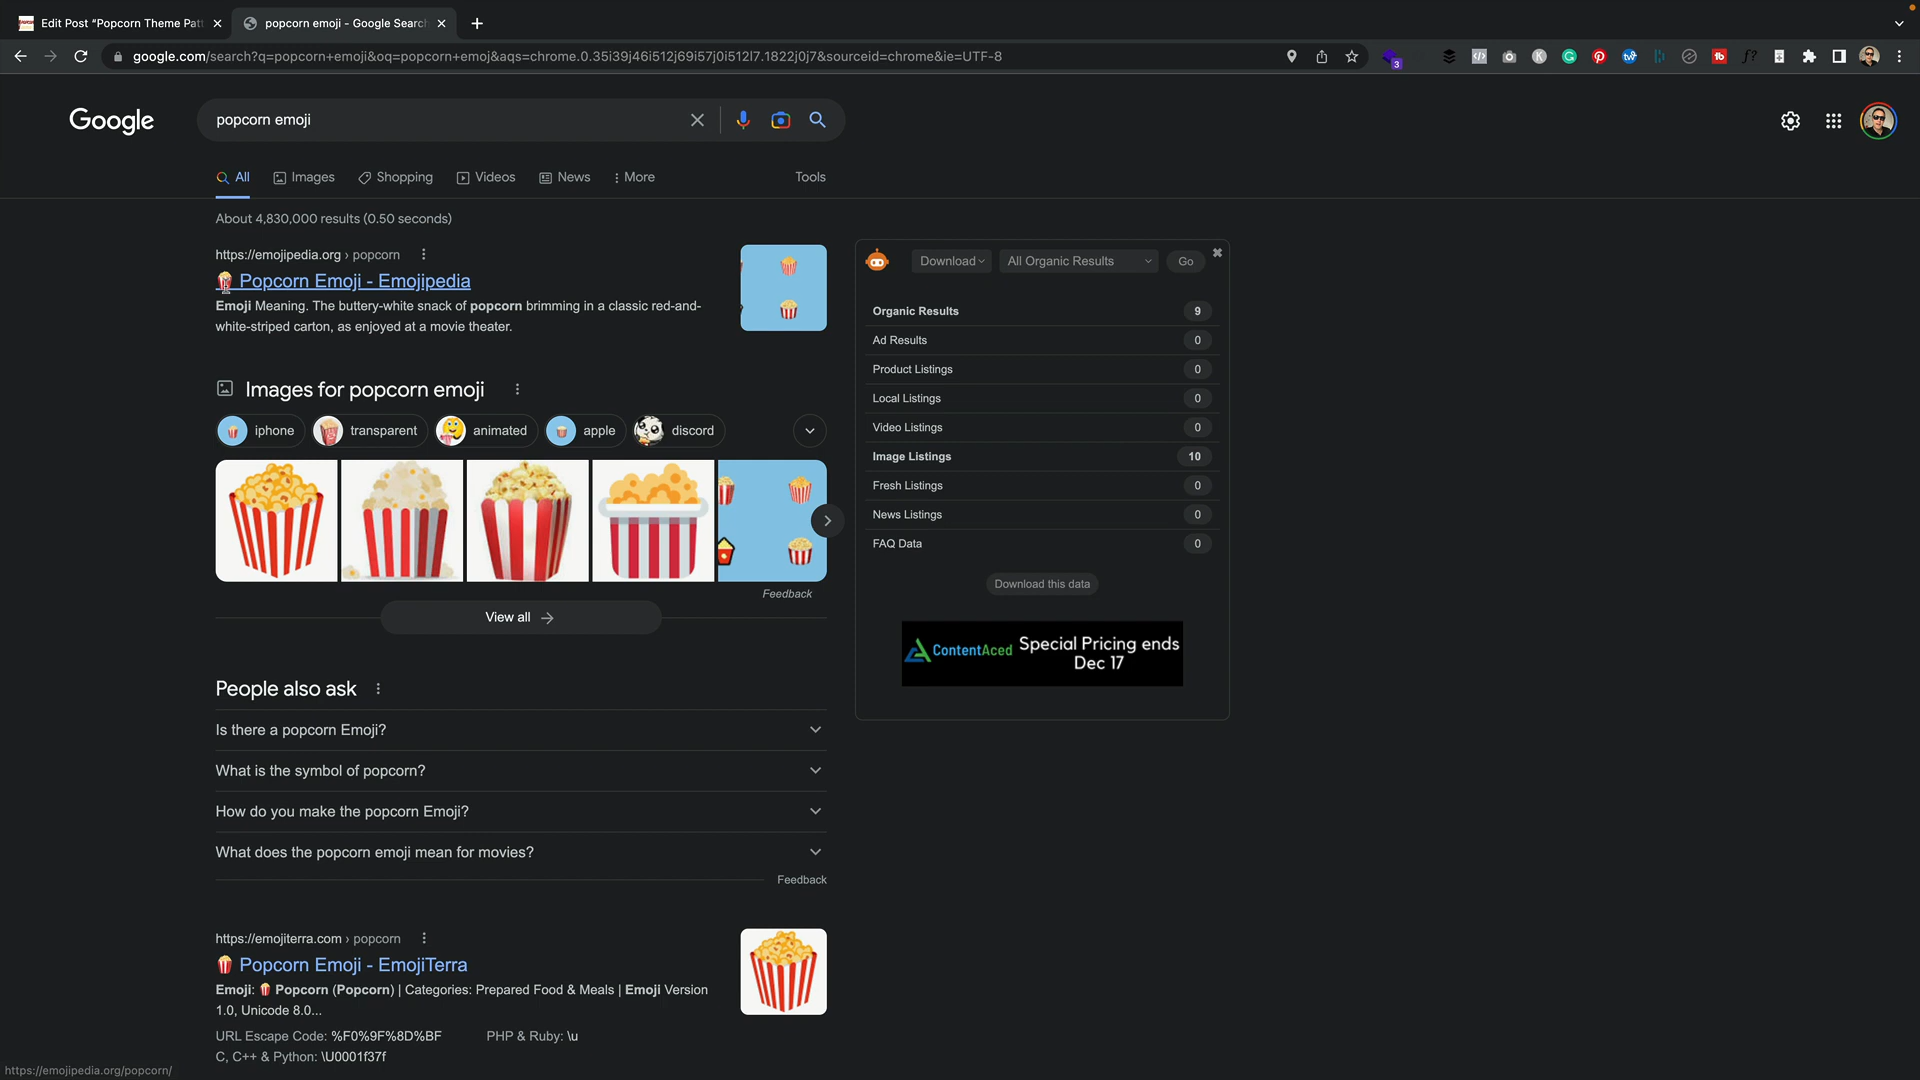 Edit Post “Popcorn Theme Patt
popcorn emoji - Google Search
google.com/search?q=popcorn+emoji&oq=popcorn+emoj&aqs=chrome.0.35i39j46i512j69i57j0i512l7.1822j0j7&sourceid=chrome&ie=UTF-8
3
Google
popcorn emoji
All
Images
Shopping
Videos
News
More
Tools
About 4,830,000 results (0.50 seconds)
https://emojipedia.org › popcorn
🍿 Popcorn Emoji - Emojipedia
Emoji Meaning. The buttery-white snack of popcorn brimming in a classic red-and-
white-striped carton, as enjoyed at a movie theater.
Images for popcorn emoji
iphone
transparent
animated
apple
discord
Feedback
View all
People also ask
Is there a popcorn Emoji?
What is the symbol of popcorn?
How do you make the popcorn Emoji?
What does the popcorn emoji mean for movies?
Feedback
https://emojiterra.com › popcorn
🍿 Popcorn Emoji - EmojiTerra
Emoji: 🍿 Popcorn (Popcorn) | Categories: Prepared Food & Meals | Emoji Version
1.0, Unicode 8.0...
URL Escape Code: %F0%9F%8D%BF
PHP & Ruby: \u
C, C++ & Python: \U0001f37f
https://emojipedia.org/popcorn/
Download
All Organic Results
Go
Organic Results 9
Ad Results 0
Product Listings 0
Local Listings 0
Video Listings 0
Image Listings 10
Fresh Listings 0
News Listings 0
FAQ Data 0
Download this data
ContentAced
Special Pricing ends
Dec 17